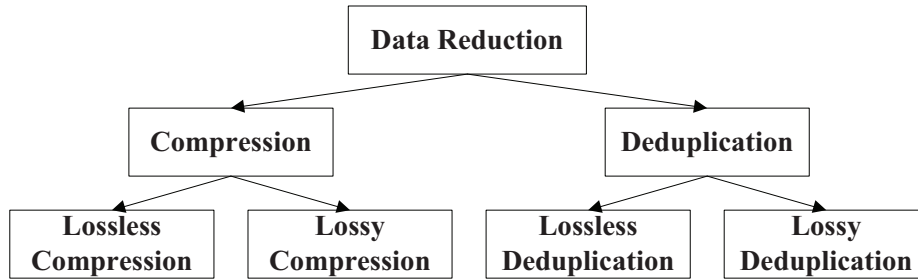 Data Reduction
Compression
Deduplication
Lossless
Compression
Lossy
Compression
Lossless
Deduplication
Lossy
Deduplication